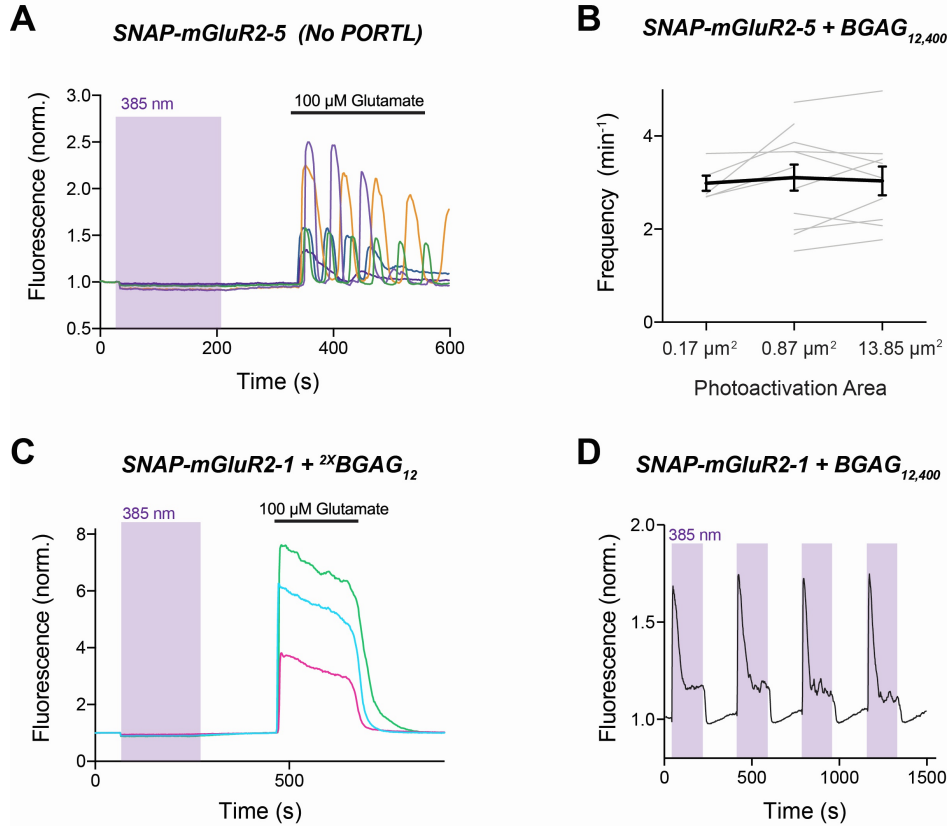 A
SNAP-mGluR2-5 (No PORTL)
385 nm
100 µM Glutamate
Fluorescence (norm.)
3.0
2.5
2.0
1.5
1.0
0.5
0
200
400
600
Time (s)
B
SNAP-mGluR2-5 + BGAG12,400
Frequency (min-1)
4
2
0
0.17 µm2
0.87 µm2
13.85 µm2
Photoactivation Area
C
SNAP-mGluR2-1 + 2XBGAG12
385 nm
100 µM Glutamate
Fluorescence (norm.)
8
6
4
2
0
0
500
Time (s)
D
SNAP-mGluR2-1 + BGAG12,400
385 nm
Fluorescence (norm.)
2.0
1.5
1.0
0
500
1000
1500
Time (s)